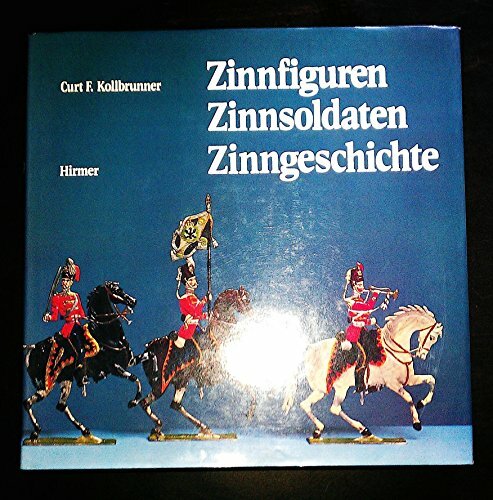 Curt F. Kollbrunner
Zinnfiguren
Zinnsoldaten
Zinngeschichte
Hirmer